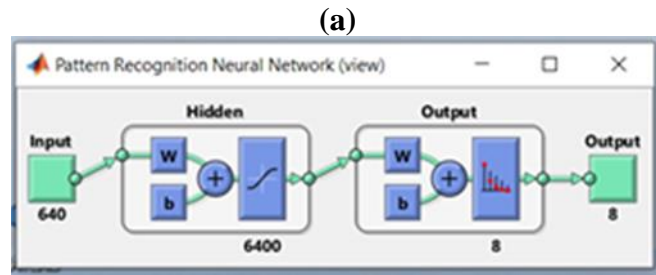 (a)
Pattern Recognition Neural Network (view)
Hidden
Output
Input
Output
W
b
W
b
640
6400
8
8